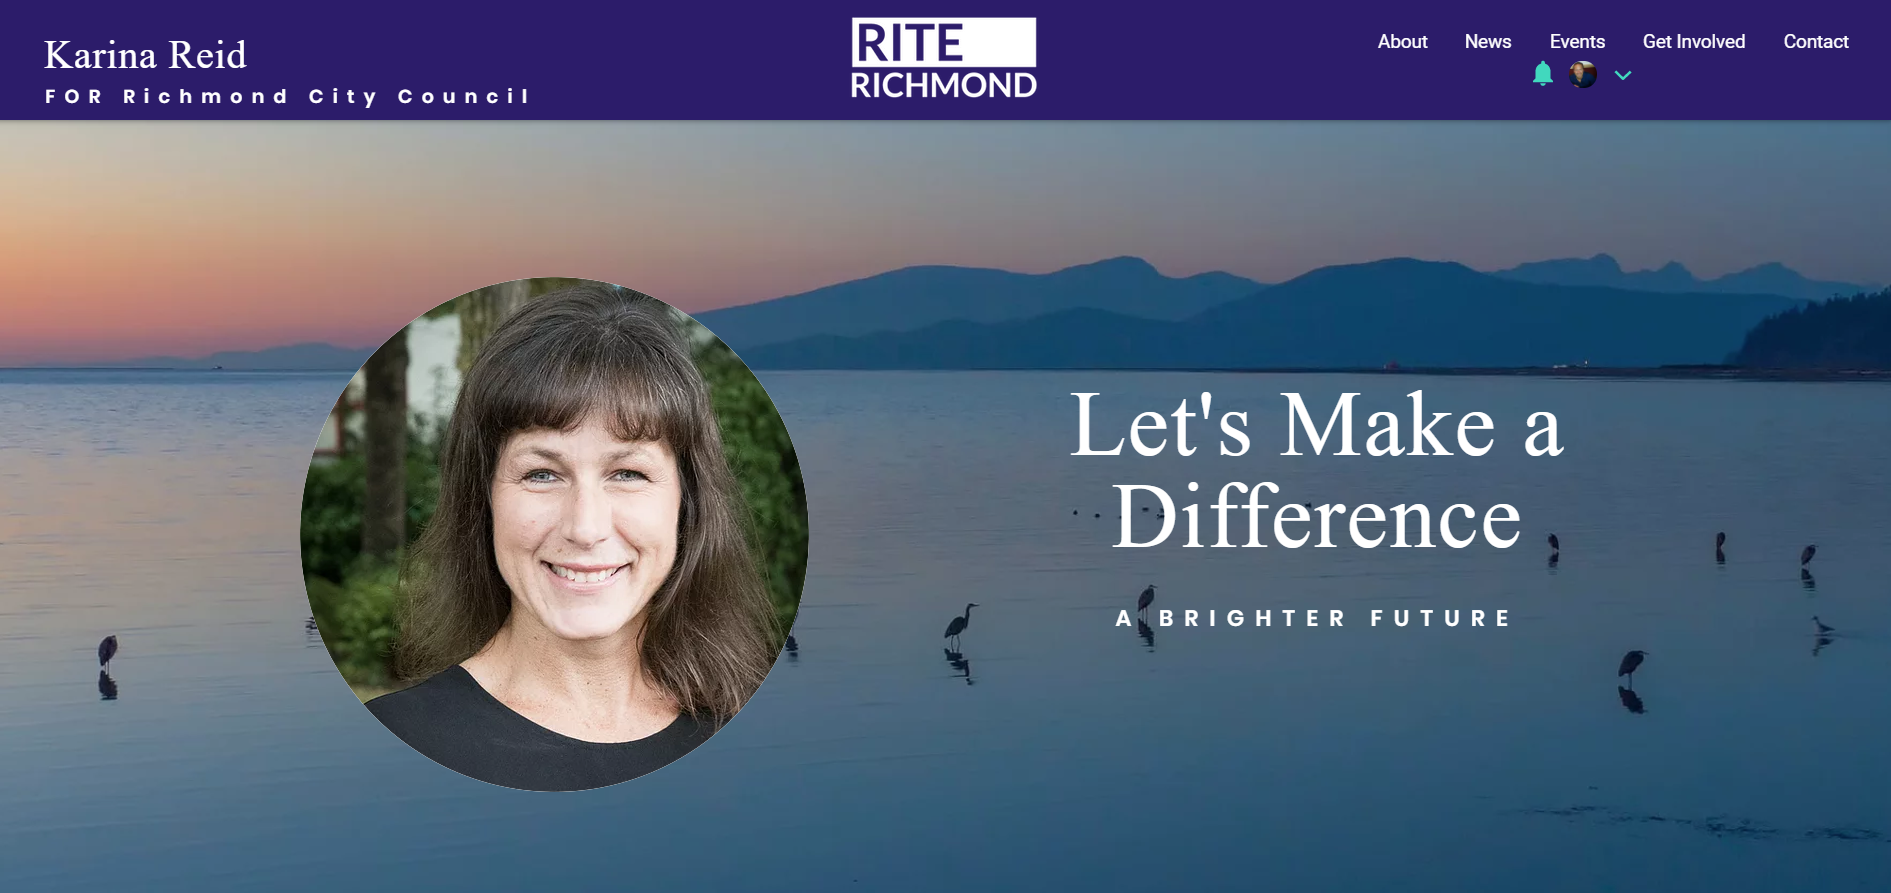 Karina Reid
FOR Richmond City Council
RITE
RICHMOND
About News Events Get Involved Contact
Let's Make a
Difference
A BRIGHTER FUTURE